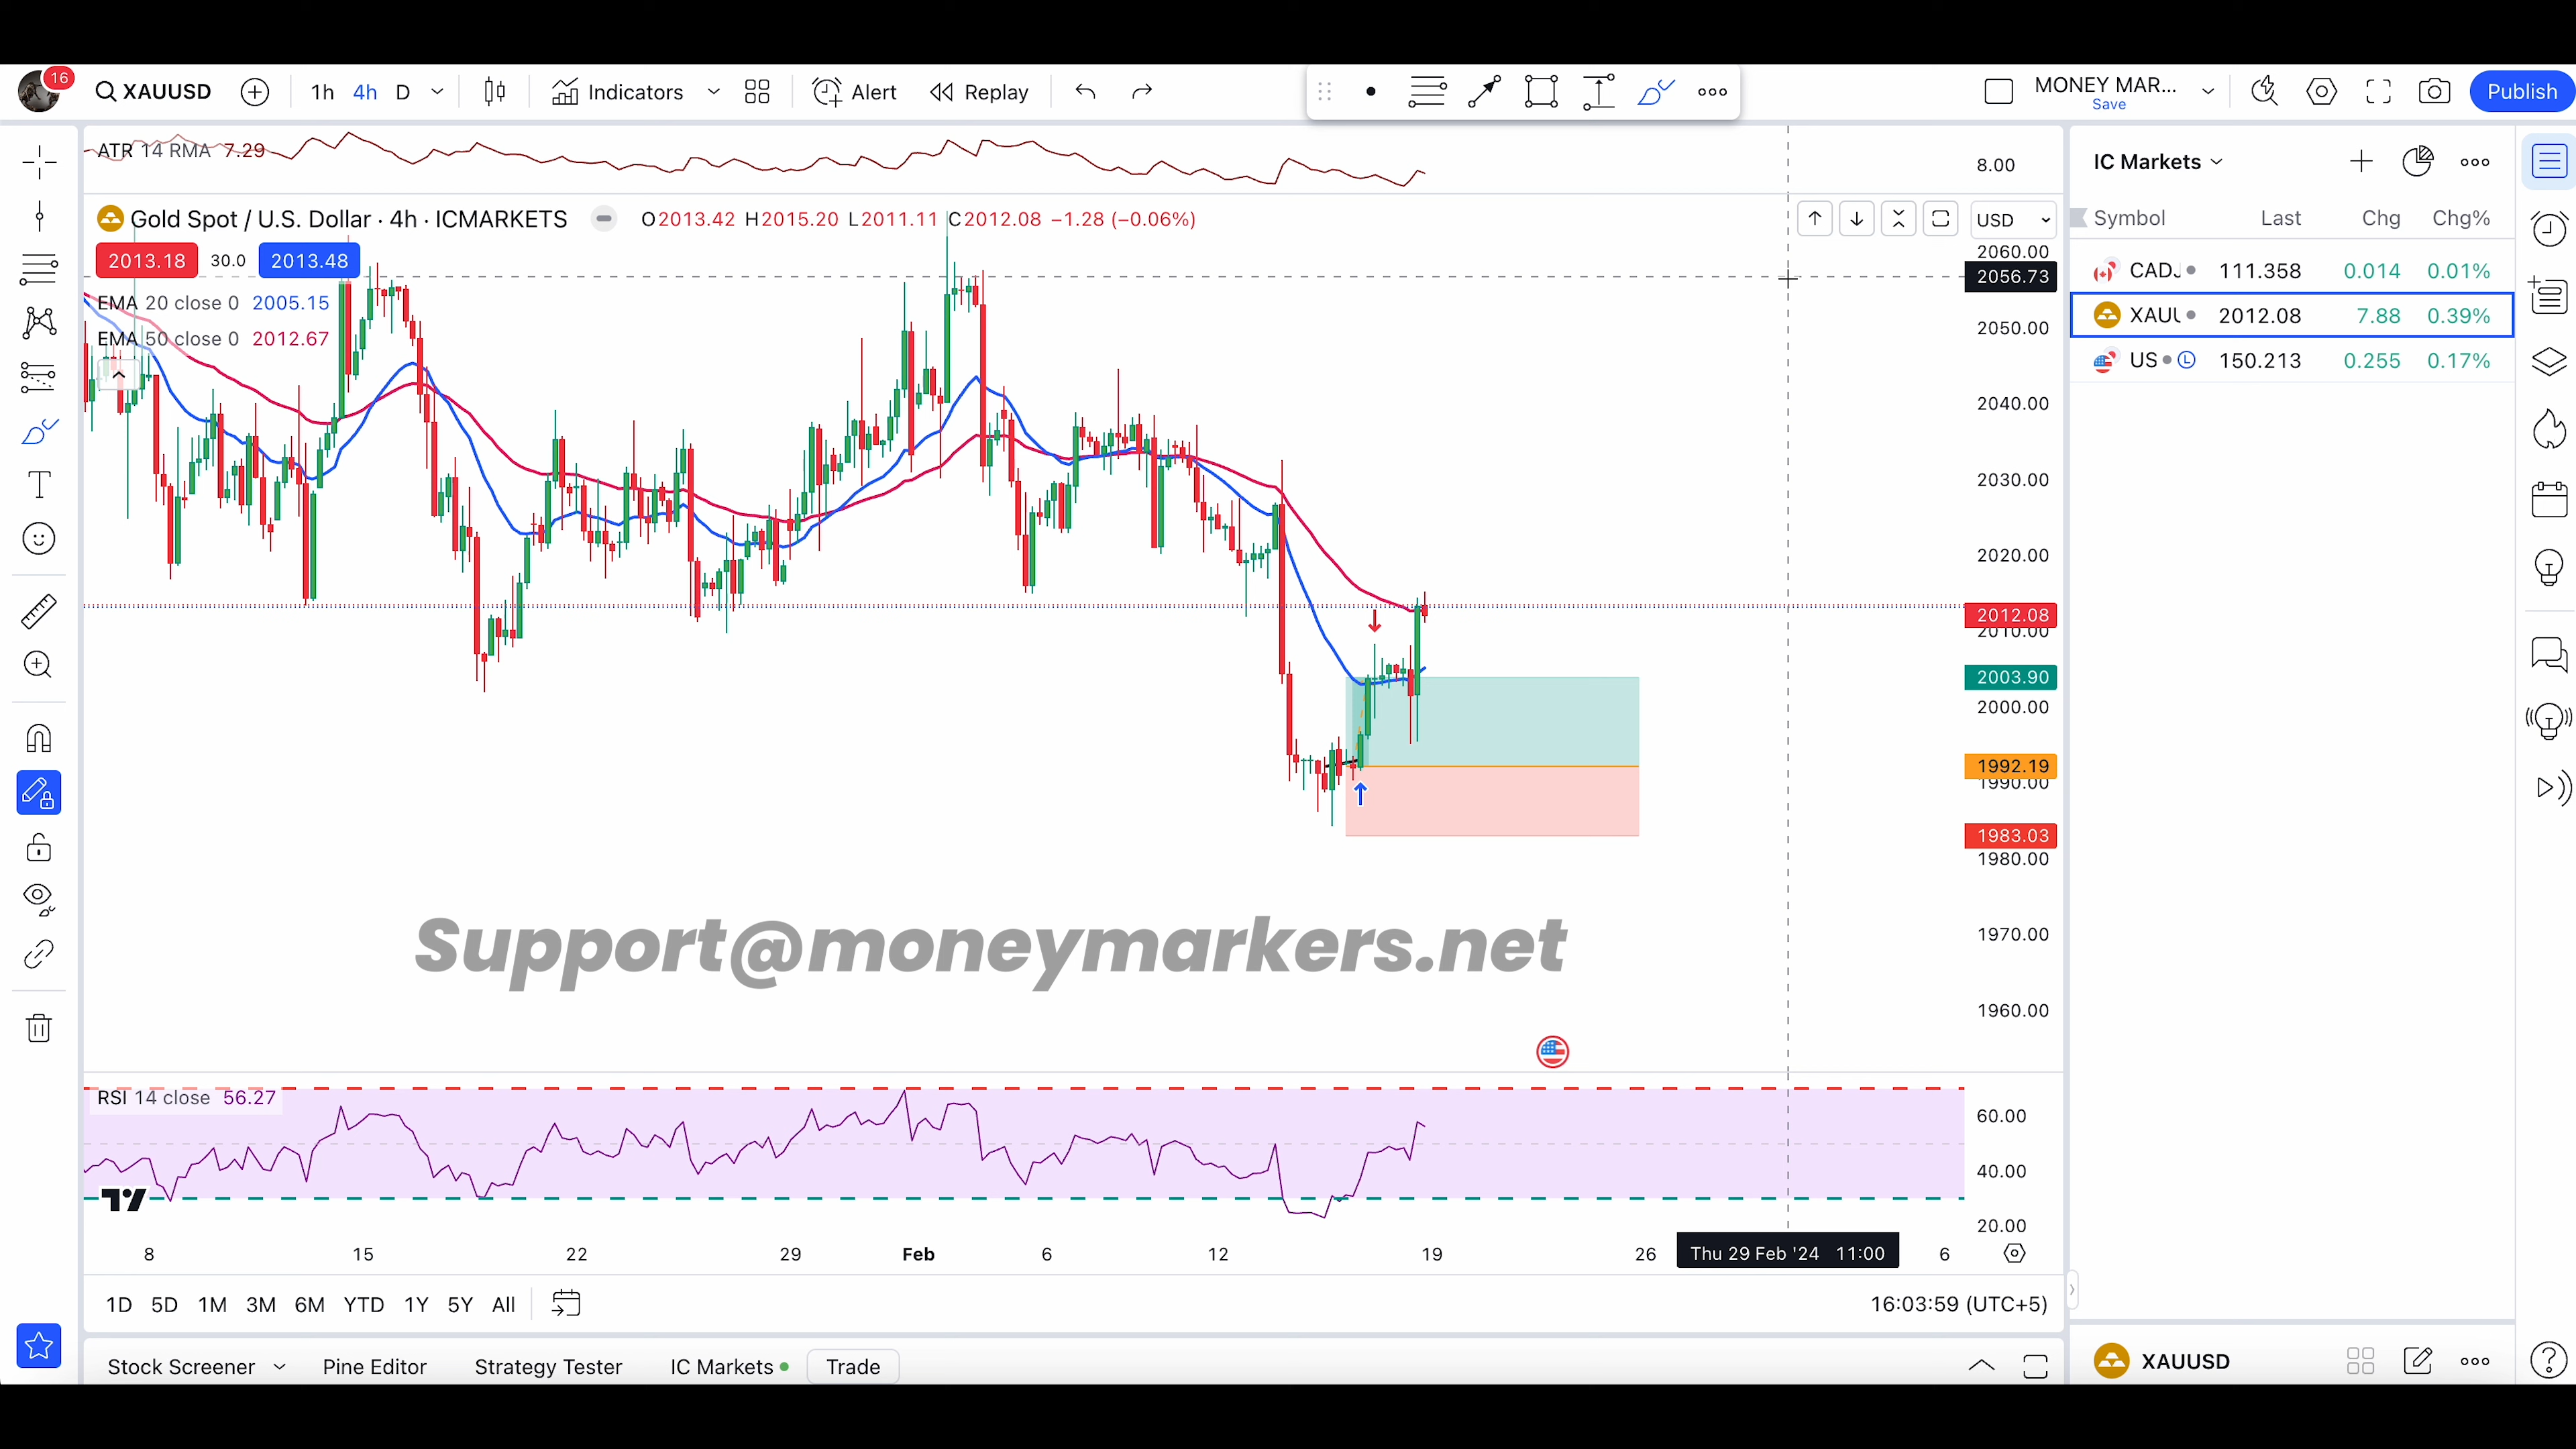 16
XAUUSD
1h 4h D
Indicators
Alert
Replay
MONEY MAR...
Save
Publish
ATR 14 RMA 7.29
8.00
Gold Spot / U.S. Dollar · 4h · ICMARKETS
O2013.42 H2015.20 L2011.11 C2012.08 −1.28 (−0.06%)
USD
2013.18 30.0 2013.48
EMA 20 close 0 2005.15
EMA 50 close 0 2012.67
2060.00
2056.73
2050.00
2040.00
2030.00
2020.00
2012.08
2010.00
2003.90
2000.00
1992.19
1990.00
1983.03
1980.00
1970.00
1960.00
Support@moneymarkers.net
RSI 14 close 56.27
60.00
40.00
20.00
8 15 22 29 Feb 6 12 19 26 Thu 29 Feb '24 11:00 6
1D 5D 1M 3M 6M YTD 1Y 5Y All
16:03:59 (UTC+5)
Stock Screener
Pine Editor
Strategy Tester
IC Markets
Trade
IC Markets
Symbol Last Chg Chg%
CADJ 111.358 0.014 0.01%
XAUU 2012.08 7.88 0.39%
US L 150.213 0.255 0.17%
XAUUSD